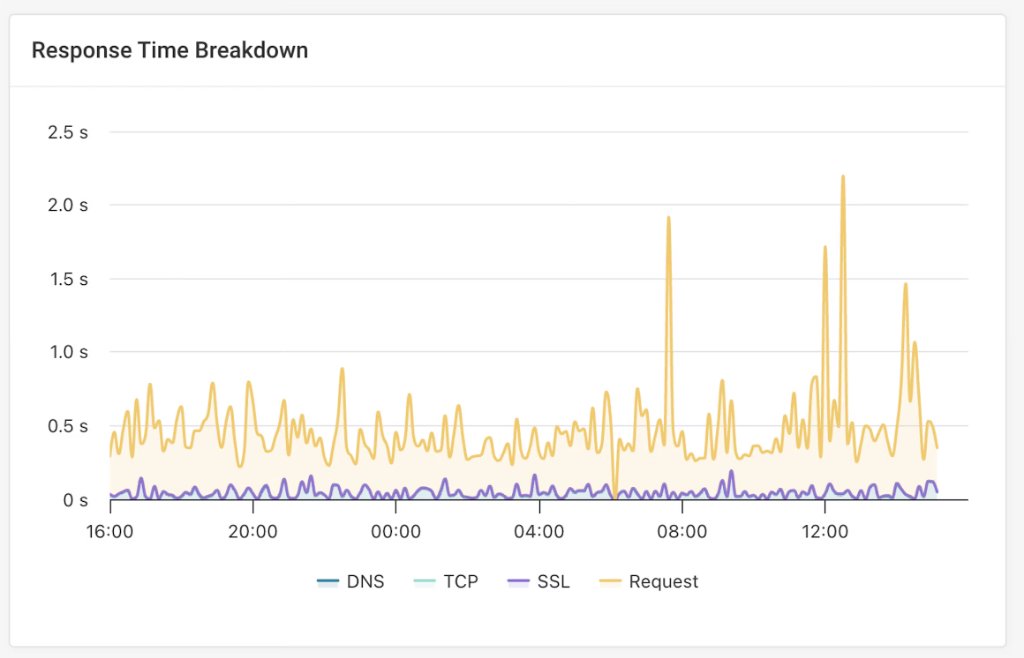 Response Time Breakdown
2.5 s
2.0 s
1.5 s
1.0 s
0.5 s
0 s
16:00 20:00 00:00 04:00 08:00 12:00
DNS TCP SSL Request